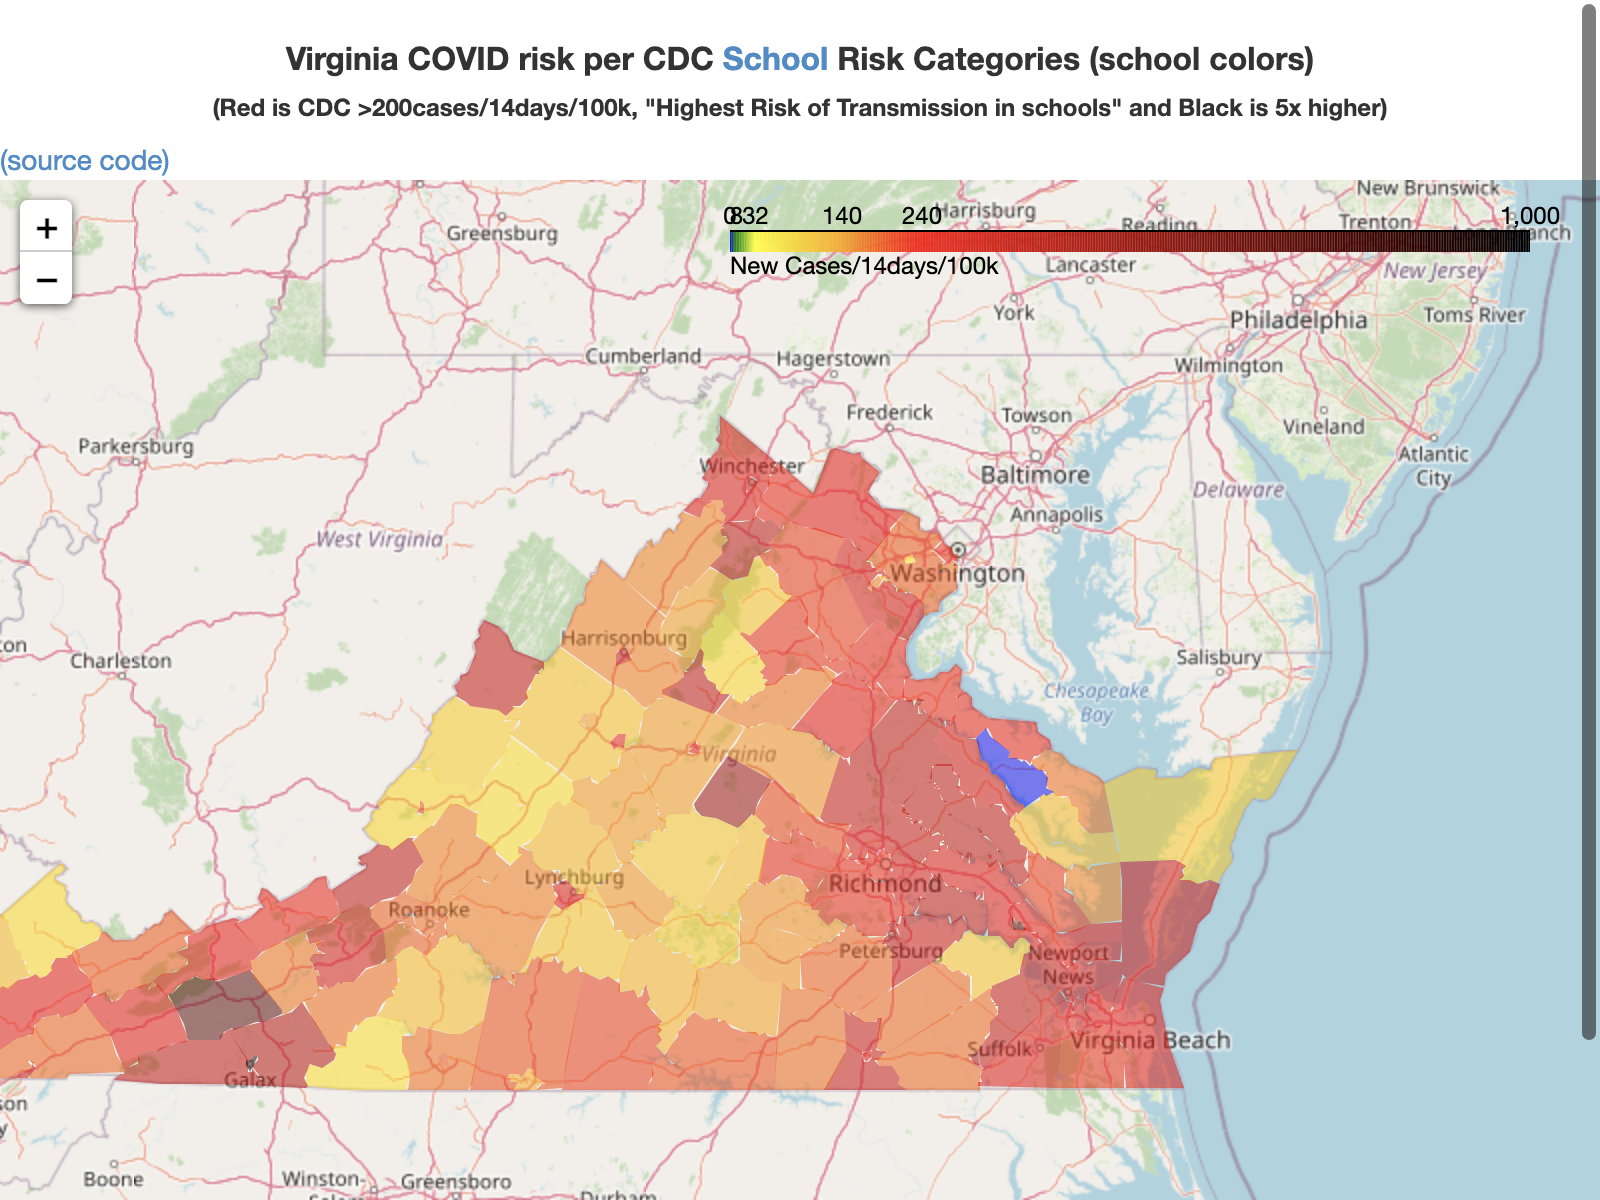 Virginia COVID risk per CDC School Risk Categories (school colors)
(Red is CDC >200cases/14days/100k, "Highest Risk of Transmission in schools" and Black is 5x higher)
(source code)
+
−
0 8 32 140 240 1,000
New Cases/14days/100k
New Brunswick
Greensburg
Harrisburg
Reading
Trenton
Long Branch
Lancaster
New Jersey
York
Philadelphia
Toms River
Cumberland
Hagerstown
Wilmington
Frederick
Towson
Vineland
Parkersburg
Winchester
Baltimore
Atlantic
City
Delaware
Annapolis
West Virginia
Washington
Harrisonburg
ton
Charleston
Salisbury
Chesapeake
Bay
Virginia
Lynchburg
Richmond
Roanoke
Petersburg
Newport
News
Virginia Beach
Suffolk
Galax
son
y
Boone
Winston-
Salem
Greensboro
Durham